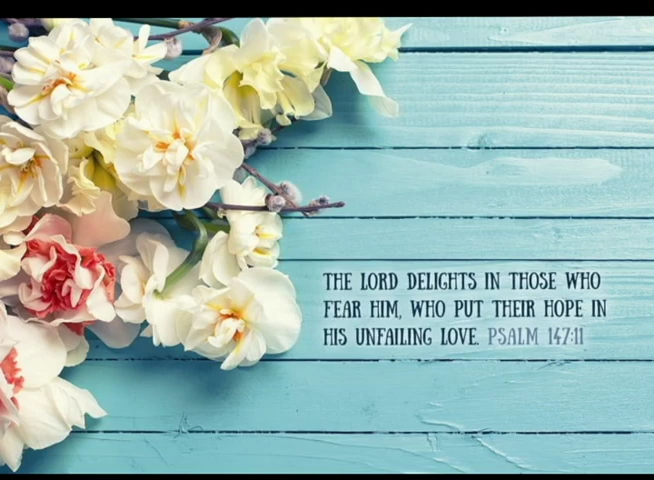 THE LORD DELIGHTS IN THOSE WHO
FEAR HIM, WHO PUT THEIR HOPE IN
HIS UNFAILING LOVE. PSALM 147:11